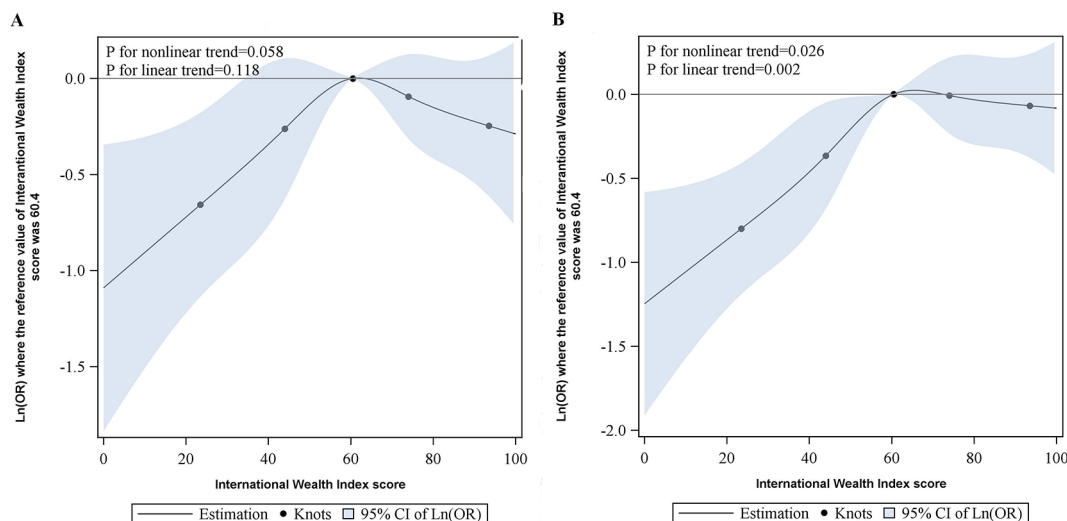 A
P for nonlinear trend=0.058
P for linear trend=0.118
0.0
-0.5
-1.0
-1.5
0
20
40
60
80
100
Ln(OR) where the reference value of Interantional Wealth Index
score was 60.4
International Wealth Index score
Estimation Knots 95% CI of Ln(OR)
B
P for nonlinear trend=0.026
P for linear trend=0.002
0.0
-0.5
-1.0
-1.5
-2.0
0
20
40
60
80
100
Ln(OR) where the reference value of Interantional Wealth Index
score was 60.4
International Wealth Index score
Estimation Knots 95% CI of Ln(OR)